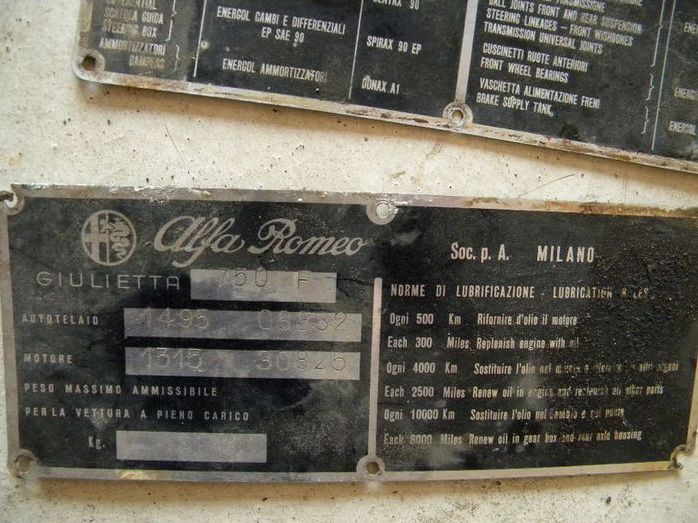 SCATOLA GUIDA
STEERING BOX
AMMORTIZZATORI
DAMPERS
ENERGOL CAMBI E DIFFERENZIALI
EP SAE 90
ENERGOL AMMORTIZZATORI
90
SPIRAX 90 EP
DONAX A1
BALL JOINTS FRONT AND REAR SUSPENSION
STEERING LINKAGES - FRONT WISHBONES
TRANSMISSION UNIVERSAL JOINTS
CUSCINETTI RUOTE ANTERIORI
FRONT WHEEL BEARINGS
VASCHETTA ALIMENTAZIONE FRENI
BRAKE SUPPLY TANK
Alfa Romeo
GIULIETTA 750 F
AUTOTELAIO 1495
MOTORE 1315 30826
PESO MASSIMO AMMISSIBILE
PER LA VETTURA A PIENO CARICO
Kg.
Soc. p. A. MILANO
NORME DI LUBRIFICAZIONE - LUBRICATION RULES
Ogni 500 Km Rifornire d'olio il motore
Each 300 Miles Replenish engine with oil
Ogni 4000 Km Sostituire l'olio nel altri organi
Each 2500 Miles Renew oil in engine and replenish all other parts
Ogni 10000 Km Sostituire l'olio nel cambio e nel ponte
Each 6000 Miles Renew oil in gear box and rear axle housing